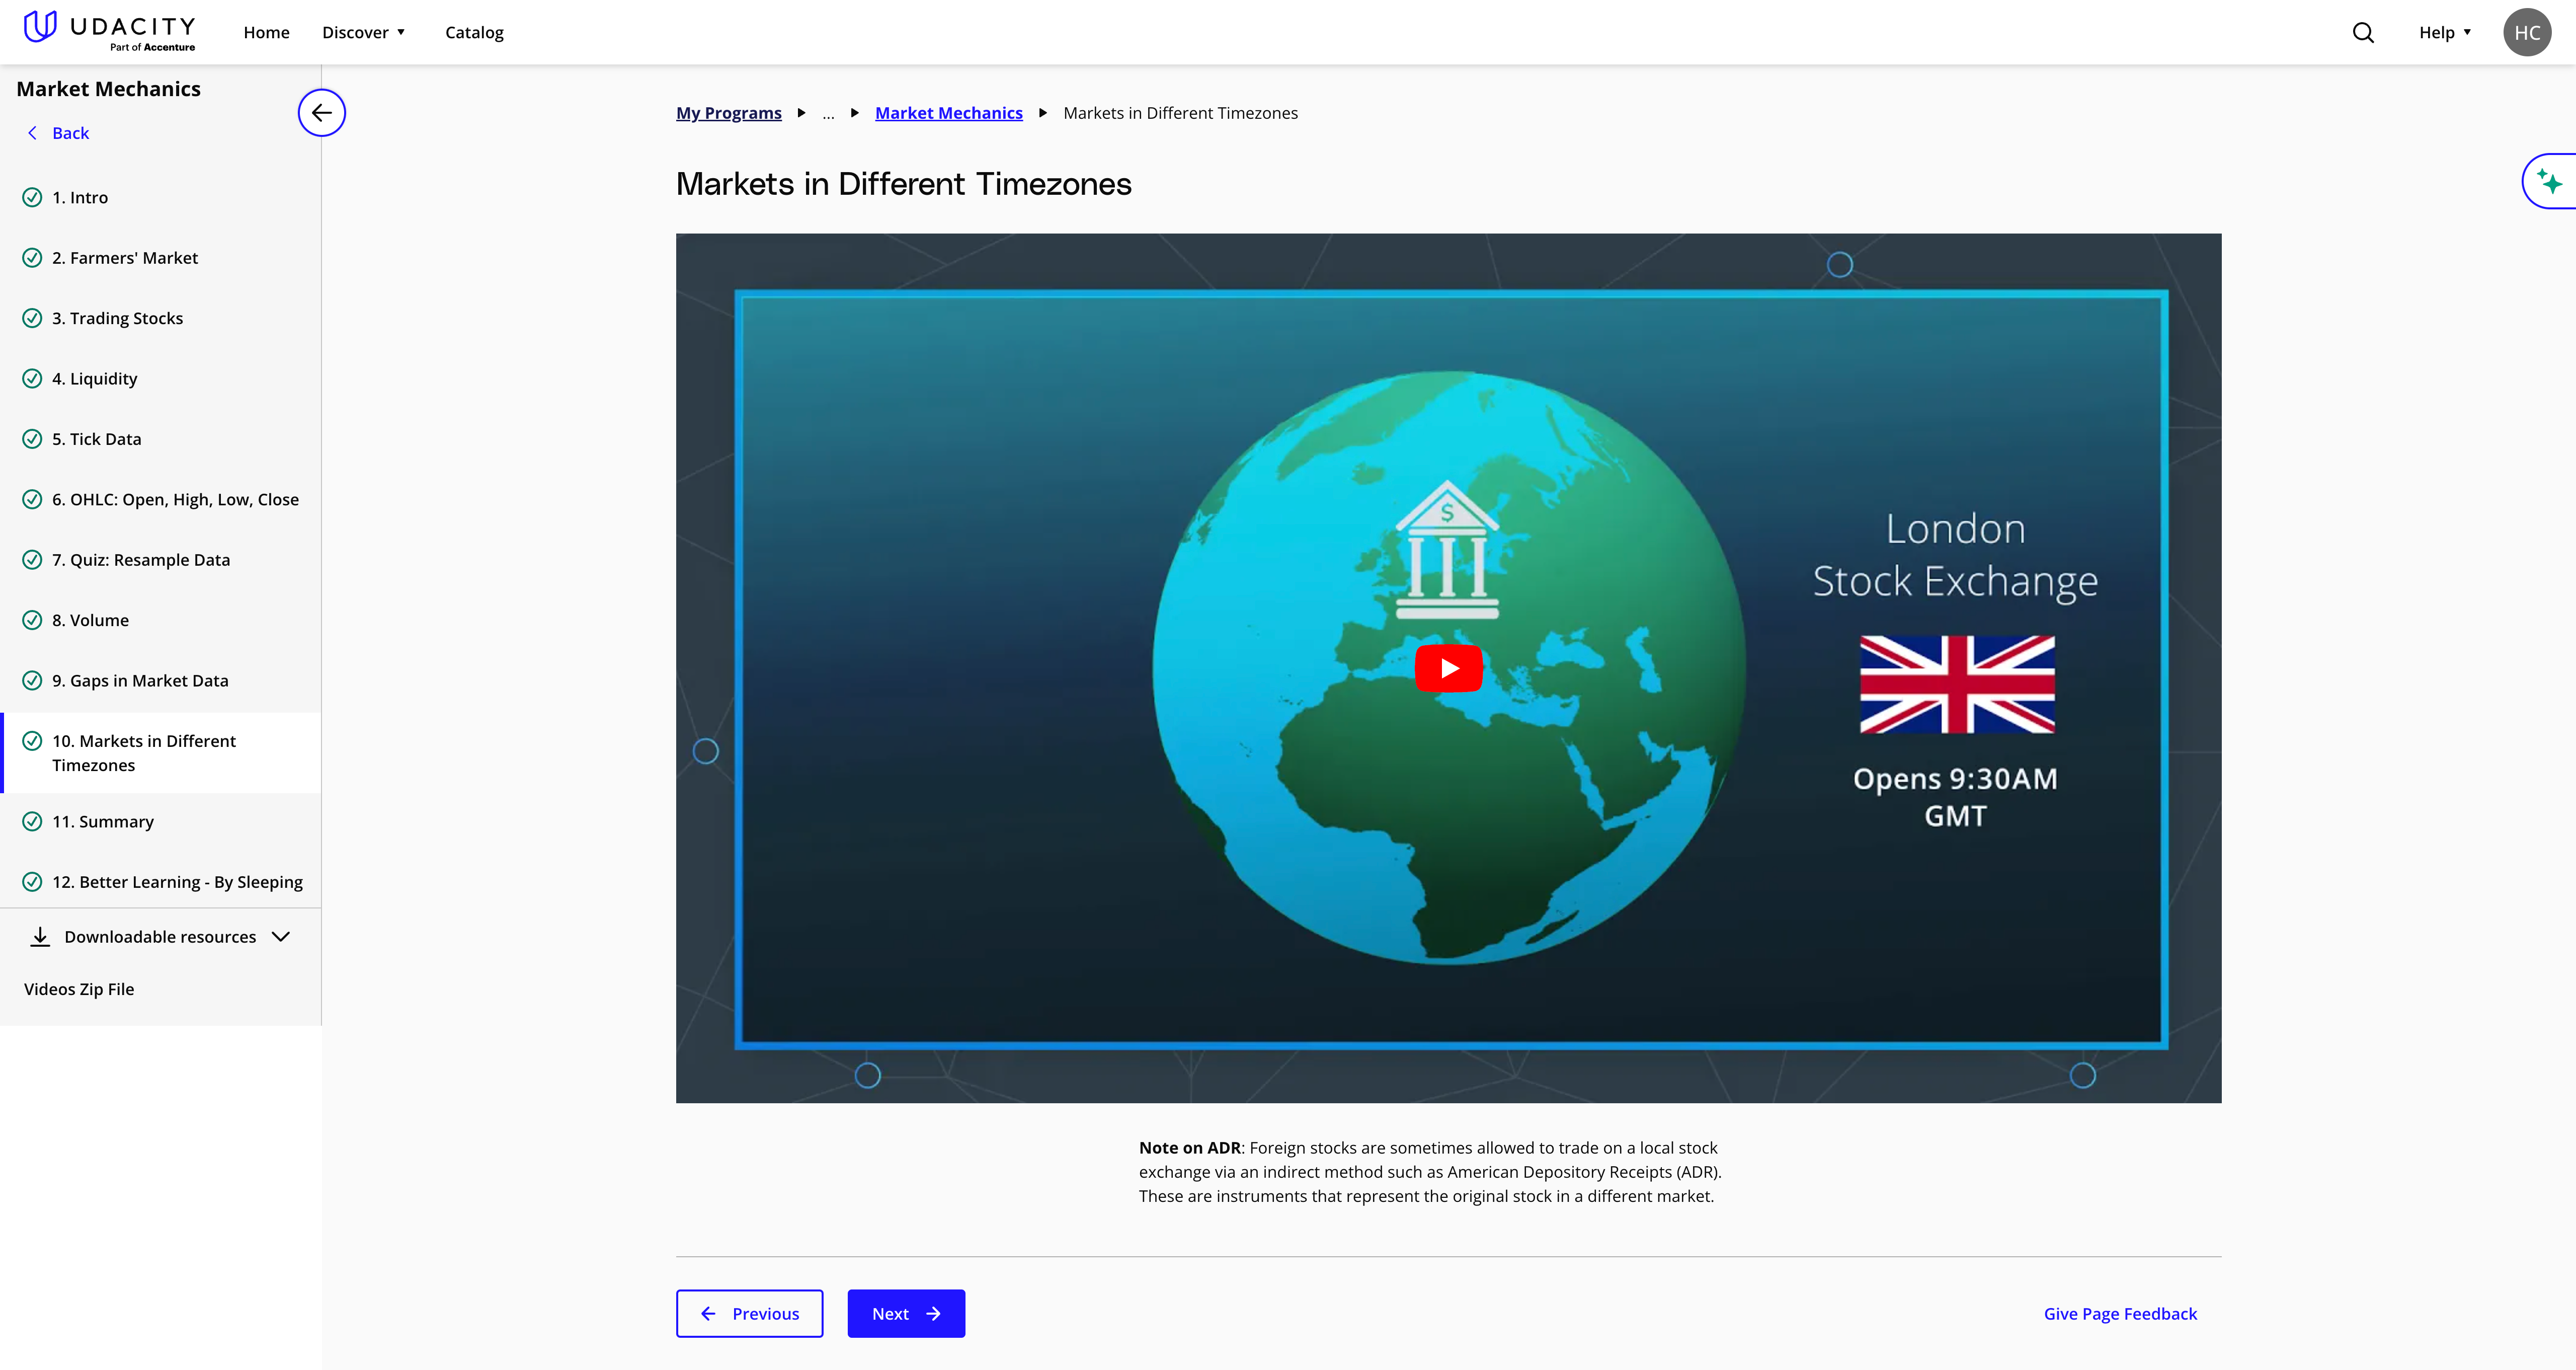 UDACITY
Part of Accenture
Home
Discover
Catalog
Help
HC
Market Mechanics
Back
1. Intro
2. Farmers' Market
3. Trading Stocks
4. Liquidity
5. Tick Data
6. OHLC: Open, High, Low, Close
7. Quiz: Resample Data
8. Volume
9. Gaps in Market Data
10. Markets in Different
Timezones
11. Summary
12. Better Learning - By Sleeping
Downloadable resources
Videos Zip File
My Programs ... Market Mechanics Markets in Different Timezones
Markets in Different Timezones
$
London
Stock Exchange
Opens 9:30AM
GMT
Note on ADR: Foreign stocks are sometimes allowed to trade on a local stock
exchange via an indirect method such as American Depository Receipts (ADR).
These are instruments that represent the original stock in a different market.
Previous
Next
Give Page Feedback